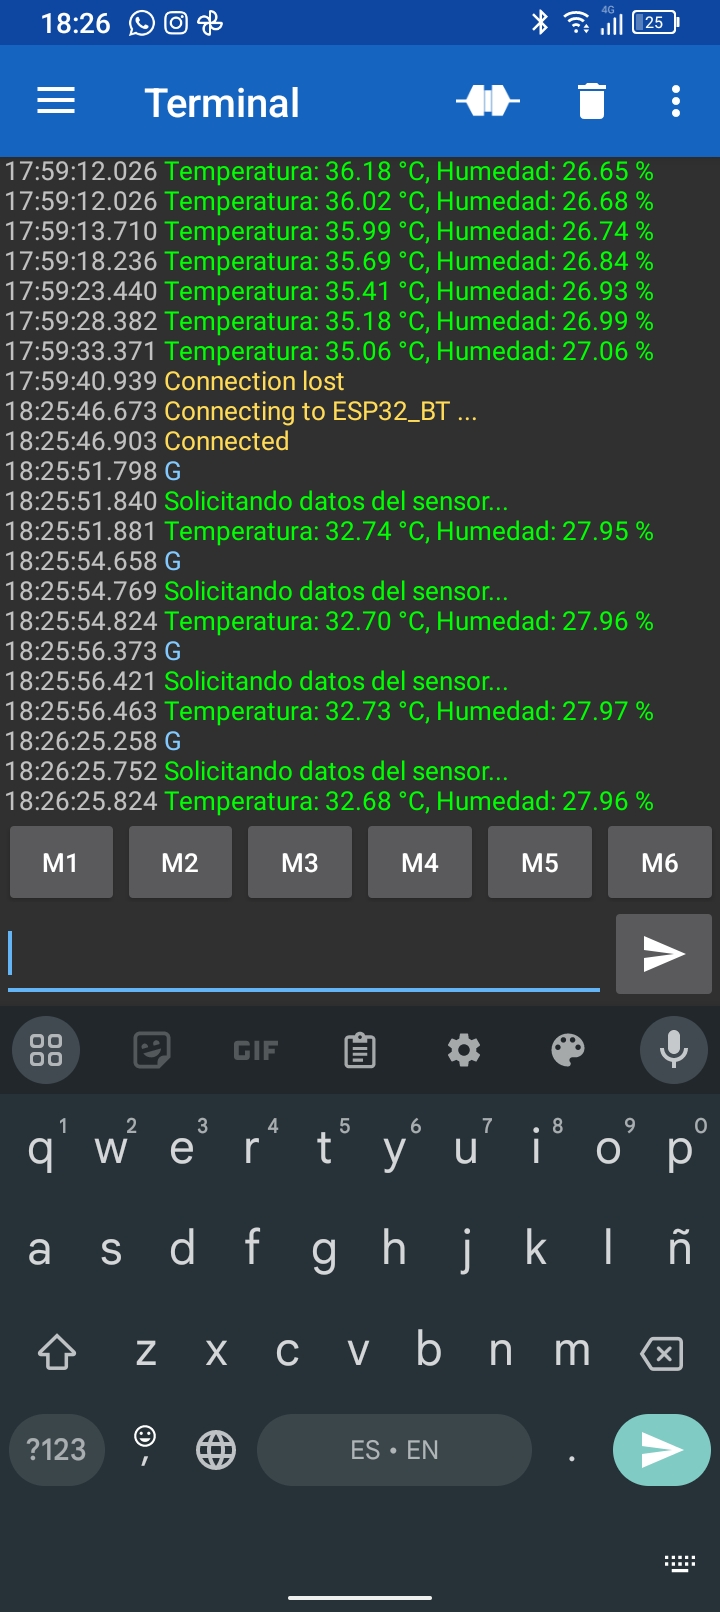 18:26
4G
25
Terminal
17:59:12.026 Temperatura: 36.18 °C, Humedad: 26.65 %
17:59:12.026 Temperatura: 36.02 °C, Humedad: 26.68 %
17:59:13.710 Temperatura: 35.99 °C, Humedad: 26.74 %
17:59:18.236 Temperatura: 35.69 °C, Humedad: 26.84 %
17:59:23.440 Temperatura: 35.41 °C, Humedad: 26.93 %
17:59:28.382 Temperatura: 35.18 °C, Humedad: 26.99 %
17:59:33.371 Temperatura: 35.06 °C, Humedad: 27.06 %
17:59:40.939 Connection lost
18:25:46.673 Connecting to ESP32_BT ...
18:25:46.903 Connected
18:25:51.798 G
18:25:51.840 Solicitando datos del sensor...
18:25:51.881 Temperatura: 32.74 °C, Humedad: 27.95 %
18:25:54.658 G
18:25:54.769 Solicitando datos del sensor...
18:25:54.824 Temperatura: 32.70 °C, Humedad: 27.96 %
18:25:56.373 G
18:25:56.421 Solicitando datos del sensor...
18:25:56.463 Temperatura: 32.73 °C, Humedad: 27.97 %
18:26:25.258 G
18:26:25.752 Solicitando datos del sensor...
18:26:25.824 Temperatura: 32.68 °C, Humedad: 27.96 %
M1 M2 M3 M4 M5 M6
GIF
q1 w2 e3 r4 t5 y6 u7 i8 o9 p0
a s d f g h j k l ñ
z x c v b n m
?123 , ES • EN .